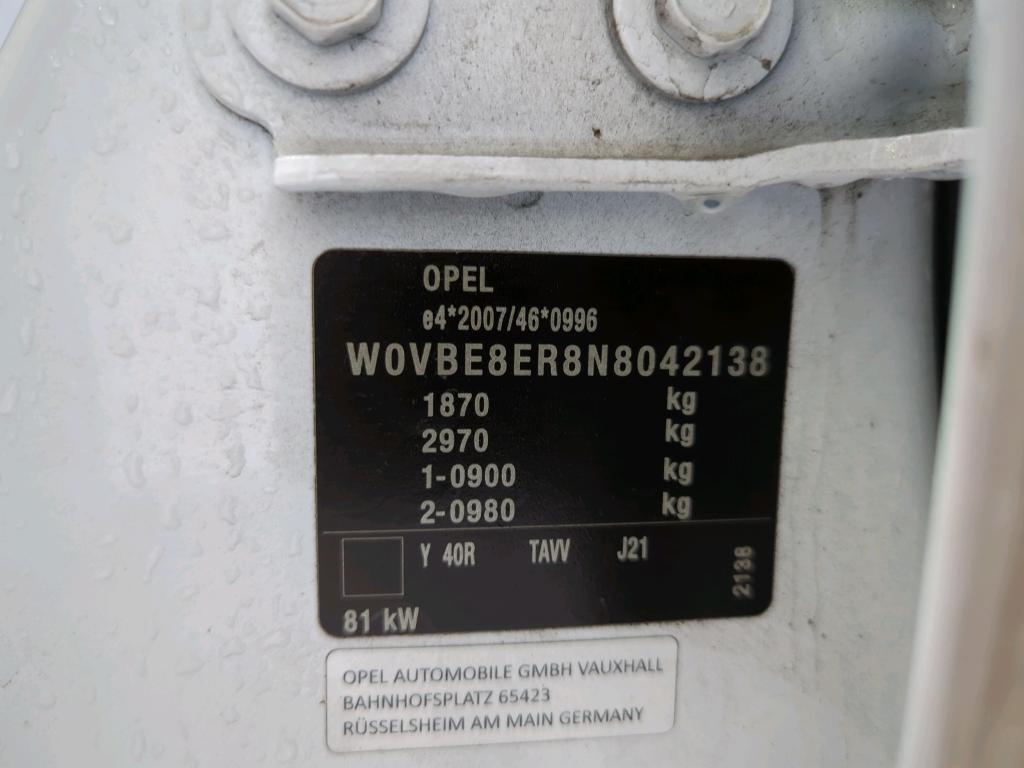 OPEL
e4*2007/46*0996
W0VBE8ER8N8042138
1870 kg
2970 kg
1-0900 kg
2-0980 kg
Y 40R TAVV J21
2138
81 kW
OPEL AUTOMOBILE GMBH VAUXHALL
BAHNHOFSPLATZ 65423
RÜSSELSHEIM AM MAIN GERMANY